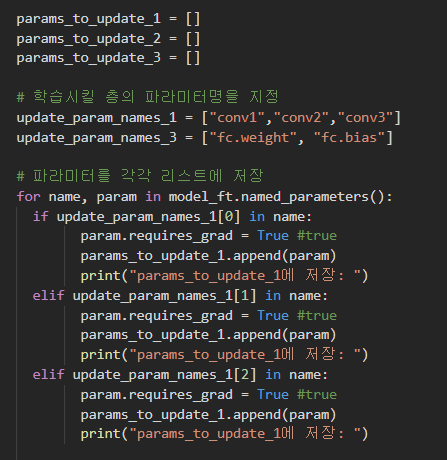 params_to_update_1 = []
params_to_update_2 = []
params_to_update_3 = []
# 학습시킬 층의 파라미터명을 지정
update_param_names_1 = ["conv1","conv2","conv3"]
update_param_names_3 = ["fc.weight", "fc.bias"]
# 파라미터를 각각 리스트에 저장
for name, param in model_ft.named_parameters():
if update_param_names_1[0] in name:
param.requires_grad = True #true
params_to_update_1.append(param)
print("params_to_update_1에 저장: ")
elif update_param_names_1[1] in name:
param.requires_grad = True #true
params_to_update_1.append(param)
print("params_to_update_1에 저장: ")
elif update_param_names_1[2] in name:
param.requires_grad = True #true
params_to_update_1.append(param)
print("params_to_update_1에 저장: ")